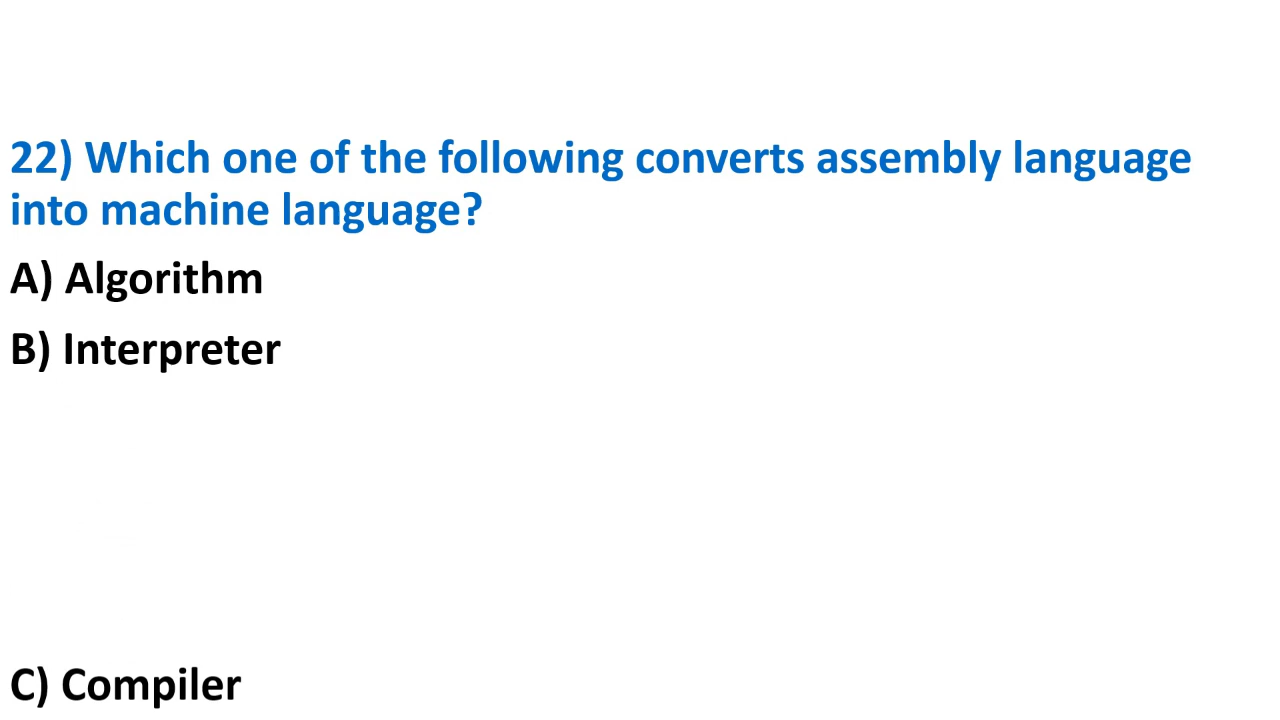 22) Which one of the following converts assembly language
into machine language?
A) Algorithm
B) Interpreter
C) Compiler